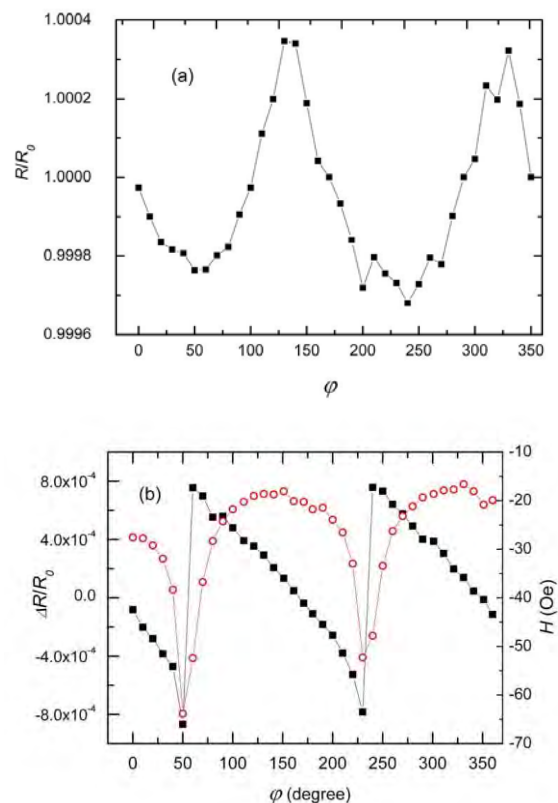 (a)
R/R₀
1.0004
1.0002
1.0000
0.9998
0.9996
0 50 100 150 200 250 300 350
φ
(b)
ΔR/R₀
8.0x10⁻⁴
4.0x10⁻⁴
0.0
-4.0x10⁻⁴
-8.0x10⁻⁴
-10
-20
-30
-40
-50
-60
-70
H (Oe)
0 50 100 150 200 250 300 350
φ (degree)